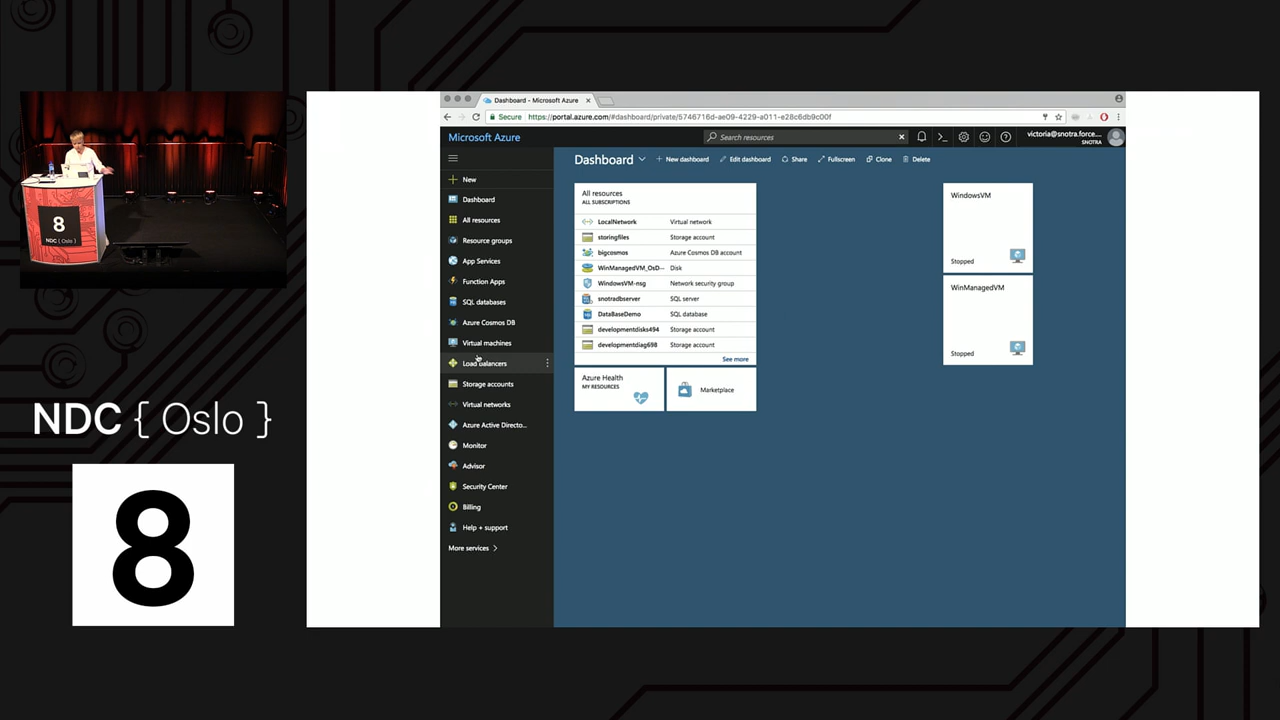 Dashboard - Microsoft Azure
Secure https://portal.azure.com/#dashboard/private/5746716d-ae09-4229-a011-e28c6db9c00f
Microsoft Azure
Search resources
victoria@snotra.force....
SNOTRA
Dashboard
New dashboard
Edit dashboard
Share
Fullscreen
Clone
Delete
New
Dashboard
All resources
Resource groups
App Services
Function Apps
SQL databases
Azure Cosmos DB
Virtual machines
Load balancers
Storage accounts
Virtual networks
Azure Active Directo...
Monitor
Advisor
Security Center
Billing
Help + support
More services
All resources
ALL SUBSCRIPTIONS
LocalNetwork Virtual network
storingfiles Storage account
bigcosmos Azure Cosmos DB account
WinManagedVM_OsD... Disk
WindowsVM-nsg Network security group
snotradbserver SQL server
DataBaseDemo SQL database
developmentdisks494 Storage account
developmentdiag698 Storage account
See more
Azure Health
MY RESOURCES
Marketplace
WindowsVM
Stopped
WinManagedVM
Stopped
8
NDC { Oslo }
NDC { Oslo }
8